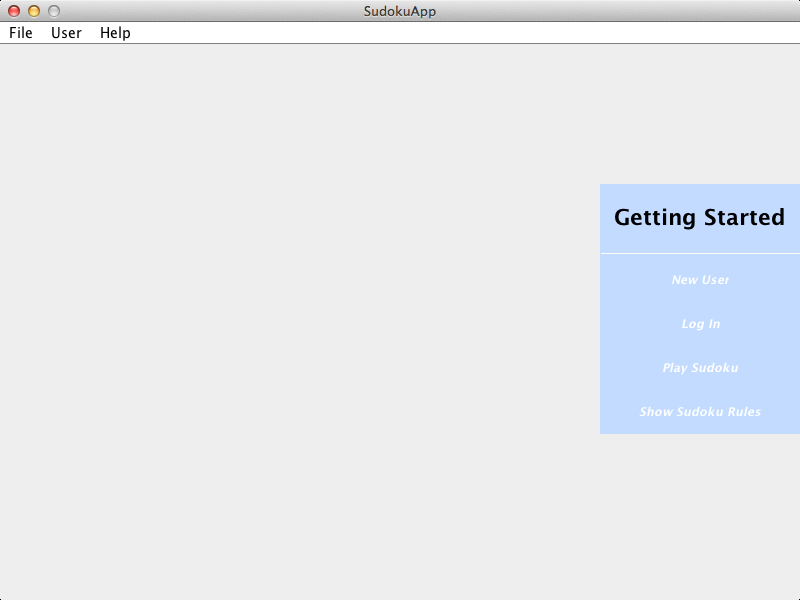 SudokuApp
File User Help
Getting Started
New User
Log In
Play Sudoku
Show Sudoku Rules